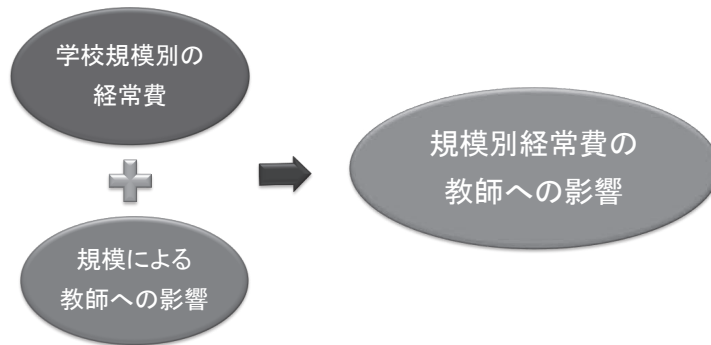 学校規模別の
経常費
規模による
教師への影響
規模別経常費の
教師への影響